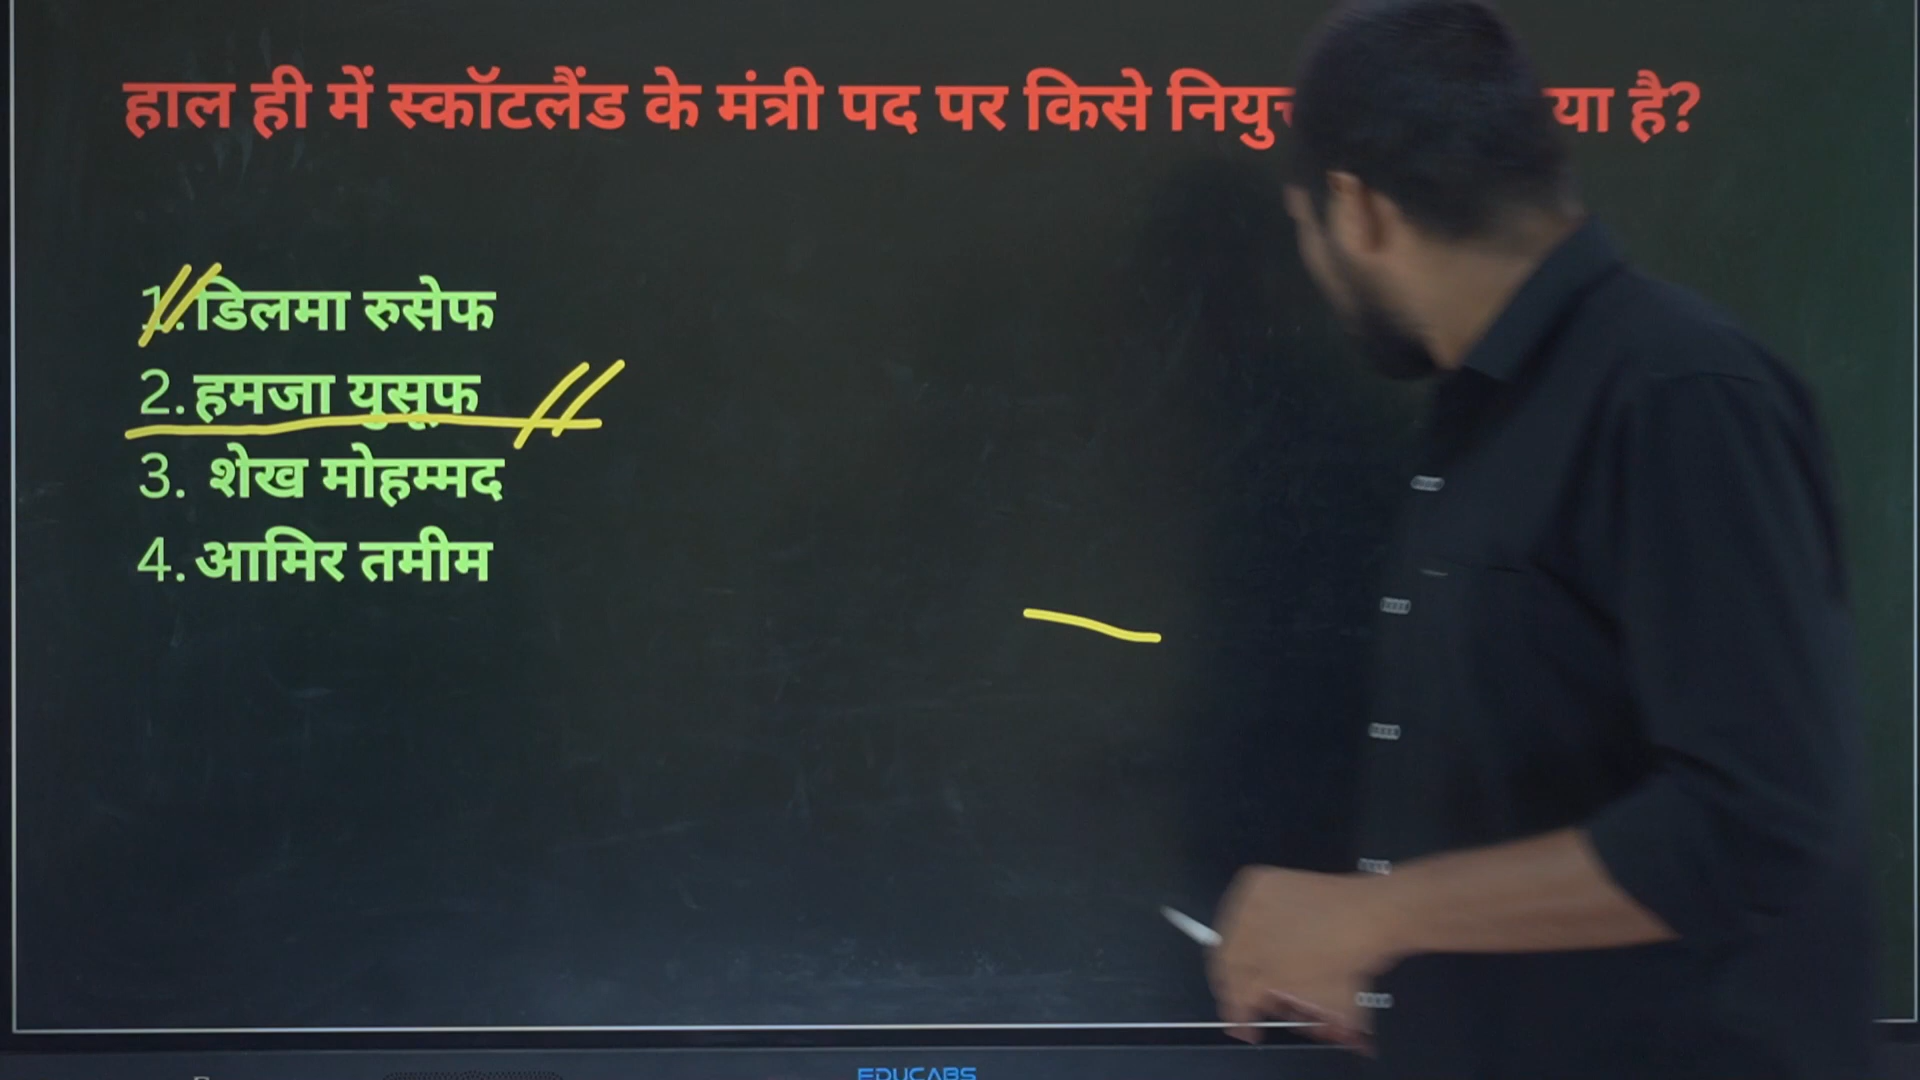 हाल ही में स्कॉटलैंड के मंत्री पद पर किसे है?
1. डिलमा रुसेफ
2. हमजा युसूफ
3. शेख मोहम्मद
4. आमिर तमीम
EDUCABS